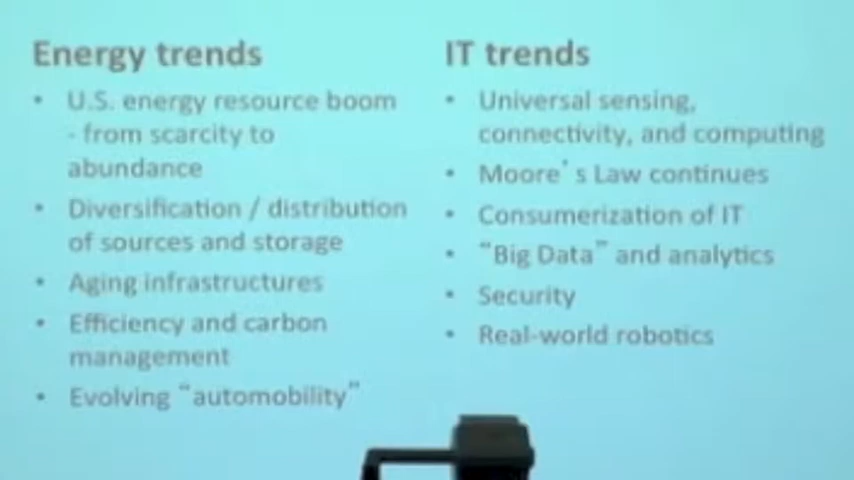 Energy trends
• U.S. energy resource boom
- from scarcity to
abundance
• Diversification / distribution
of sources and storage
• Aging infrastructures
• Efficiency and carbon
management
• Evolving “automobility”
IT trends
• Universal sensing,
connectivity, and computing
• Moore’s Law continues
• Consumerization of IT
• “Big Data” and analytics
• Security
• Real-world robotics